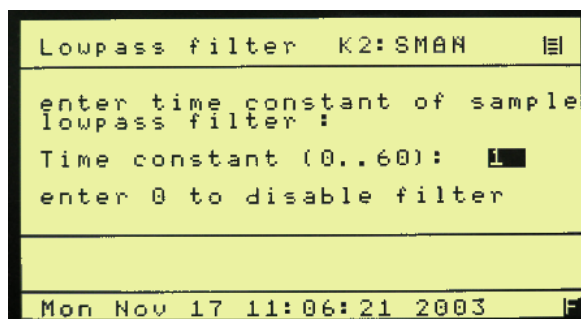 Lowpass filter K2:SMAN
enter time constant of sample
lowpass filter :
Time constant (0..60): 1
enter 0 to disable filter
Mon Nov 17 11:06:21 2003 F